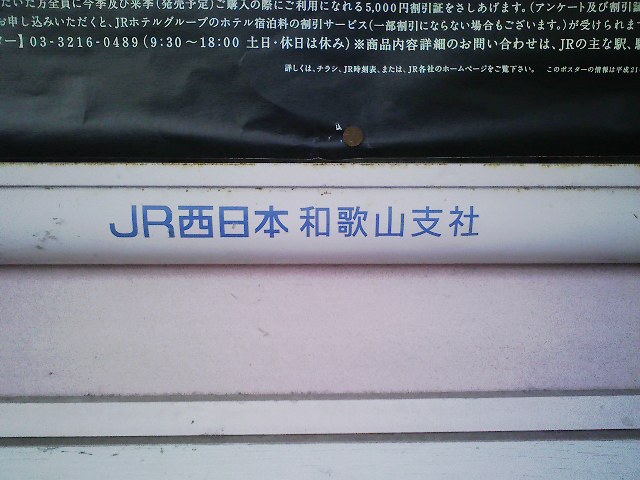 だいた方全員に今季及び来季(発売予定)ご購入の際にご利用になれる5,000円割引証をさしあげます。(アンケート及び割引証
お申し込みいただくと、JRホテルグループのホテル宿泊料の割引サービス(一部割引にならない場合もございます。)が受けられます
ー】03-3216-0489(9:30〜18:00 土日・休日は休み)※商品内容詳細のお問い合わせは、JRの主な駅、
詳しくは、チラシ、JR時刻表、または、JR各社のホームページをご覧下さい。 このポスターの情報は平成21
JR西日本 和歌山支社